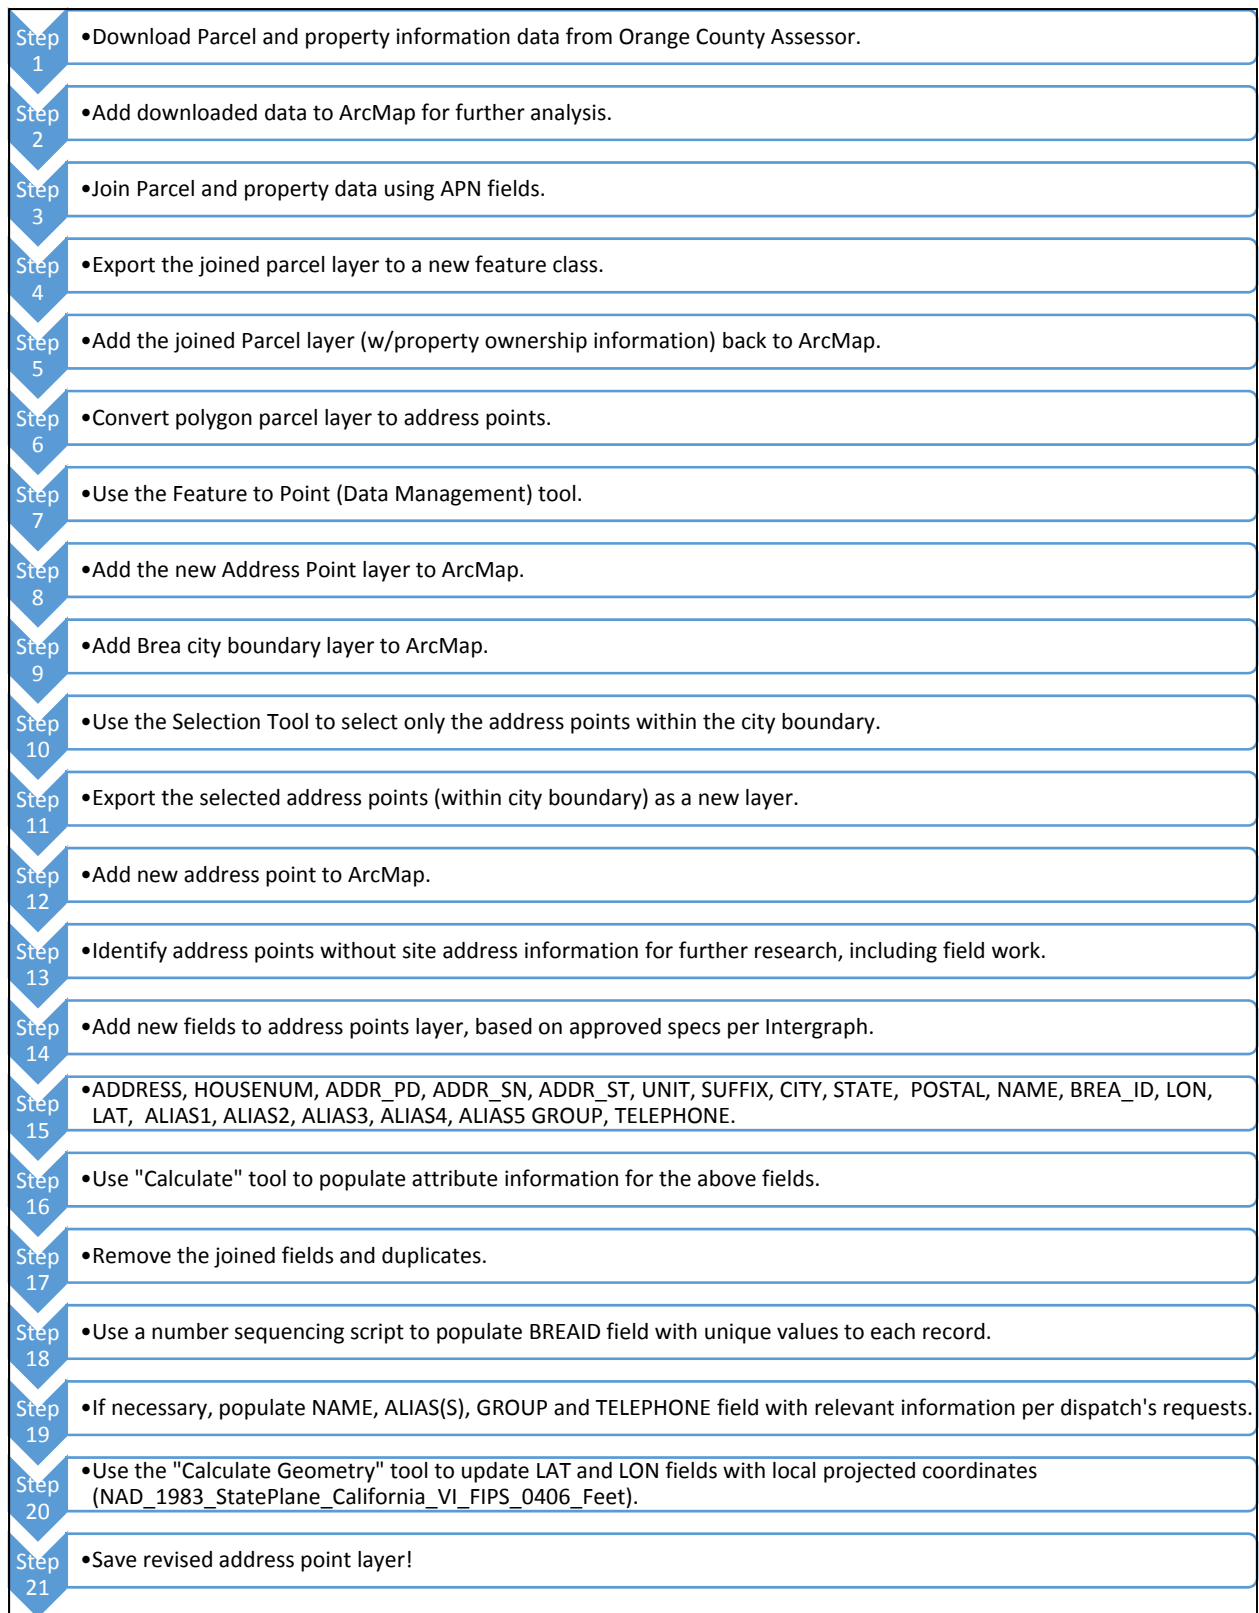 Step
1
•Download Parcel and property information data from Orange County Assessor.
Step
2
•Add downloaded data to ArcMap for further analysis.
Step
3
•Join Parcel and property data using APN fields.
Step
4
•Export the joined parcel layer to a new feature class.
Step
5
•Add the joined Parcel layer (w/property ownership information) back to ArcMap.
Step
6
•Convert polygon parcel layer to address points.
Step
7
•Use the Feature to Point (Data Management) tool.
Step
8
•Add the new Address Point layer to ArcMap.
Step
9
•Add Brea city boundary layer to ArcMap.
Step
10
•Use the Selection Tool to select only the address points within the city boundary.
Step
11
•Export the selected address points (within city boundary) as a new layer.
Step
12
•Add new address point to ArcMap.
Step
13
•Identify address points without site address information for further research, including field work.
Step
14
•Add new fields to address points layer, based on approved specs per Intergraph.
Step
15
•ADDRESS, HOUSENUM, ADDR_PD, ADDR_SN, ADDR_ST, UNIT, SUFFIX, CITY, STATE, POSTAL, NAME, BREA_ID, LON,
LAT, ALIAS1, ALIAS2, ALIAS3, ALIAS4, ALIAS5 GROUP, TELEPHONE.
Step
16
•Use "Calculate" tool to populate attribute information for the above fields.
Step
17
•Remove the joined fields and duplicates.
Step
18
•Use a number sequencing script to populate BREAID field with unique values to each record.
Step
19
•If necessary, populate NAME, ALIAS(S), GROUP and TELEPHONE field with relevant information per dispatch's requests.
Step
20
•Use the "Calculate Geometry" tool to update LAT and LON fields with local projected coordinates
(NAD_1983_StatePlane_California_VI_FIPS_0406_Feet).
Step
21
•Save revised address point layer!